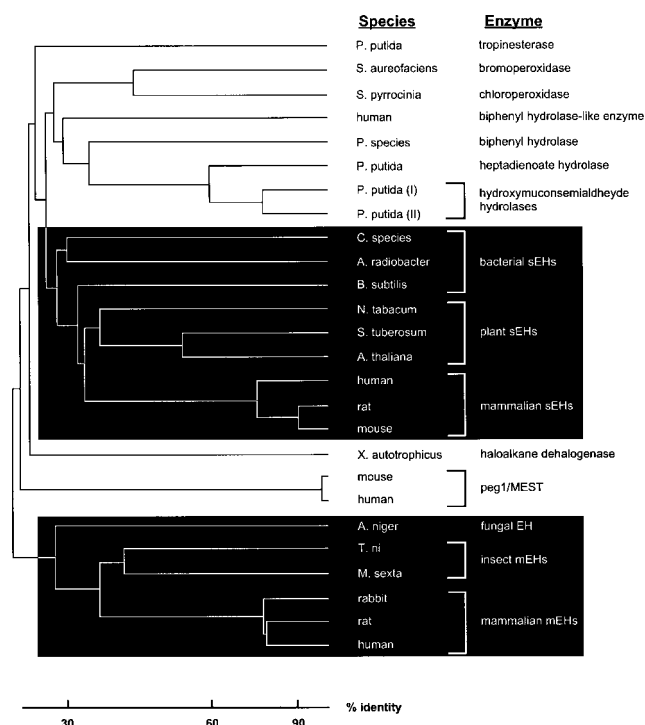 Species Enzyme
P. putida tropinesterase
S. aureofaciens bromoperoxidase
S. pyrrocinia chloroperoxidase
human biphenyl hydrolase-like enzyme
P. species biphenyl hydrolase
P. putida heptadienoate hydrolase
P. putida (I) hydroxymuconsemialdheyde
P. putida (II) hydrolases
C. species
A. radiobacter bacterial sEHs
B. subtilis
N. tabacum
S. tuberosum plant sEHs
A. thaliana
human
rat mammalian sEHs
mouse
X. autotrophicus haloalkane dehalogenase
mouse
peg1/MEST
human
A. niger fungal EH
T. ni
insect mEHs
M. sexta
rabbit
rat mammalian mEHs
human
% identity
30 60 90